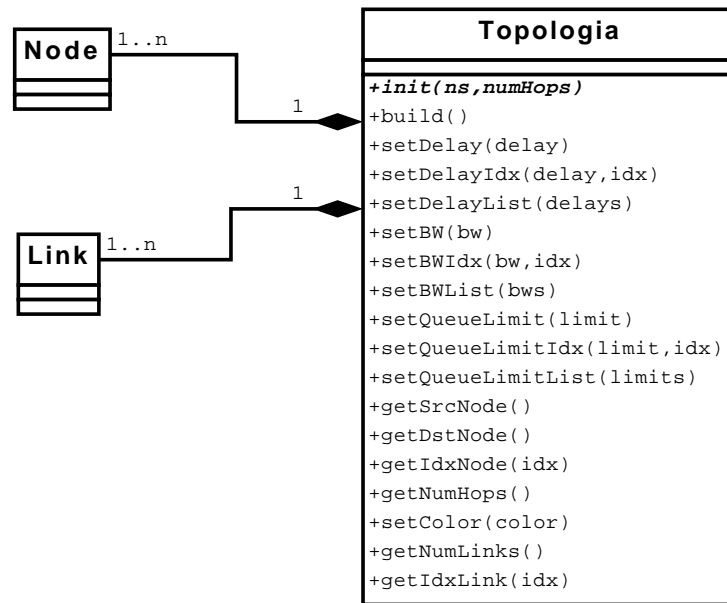 Node
1..n
1
Link
1..n
1
Topologia
+init(ns,numHops)
+build()
+setDelay(delay)
+setDelayIdx(delay,idx)
+setDelayList(delays)
+setBW(bw)
+setBWIdx(bw,idx)
+setBWList(bws)
+setQueueLimit(limit)
+setQueueLimitIdx(limit,idx)
+setQueueLimitList(limits)
+getSrcNode()
+getDstNode()
+getIdxNode(idx)
+getNumHops()
+setColor(color)
+getNumLinks()
+getIdxLink(idx)